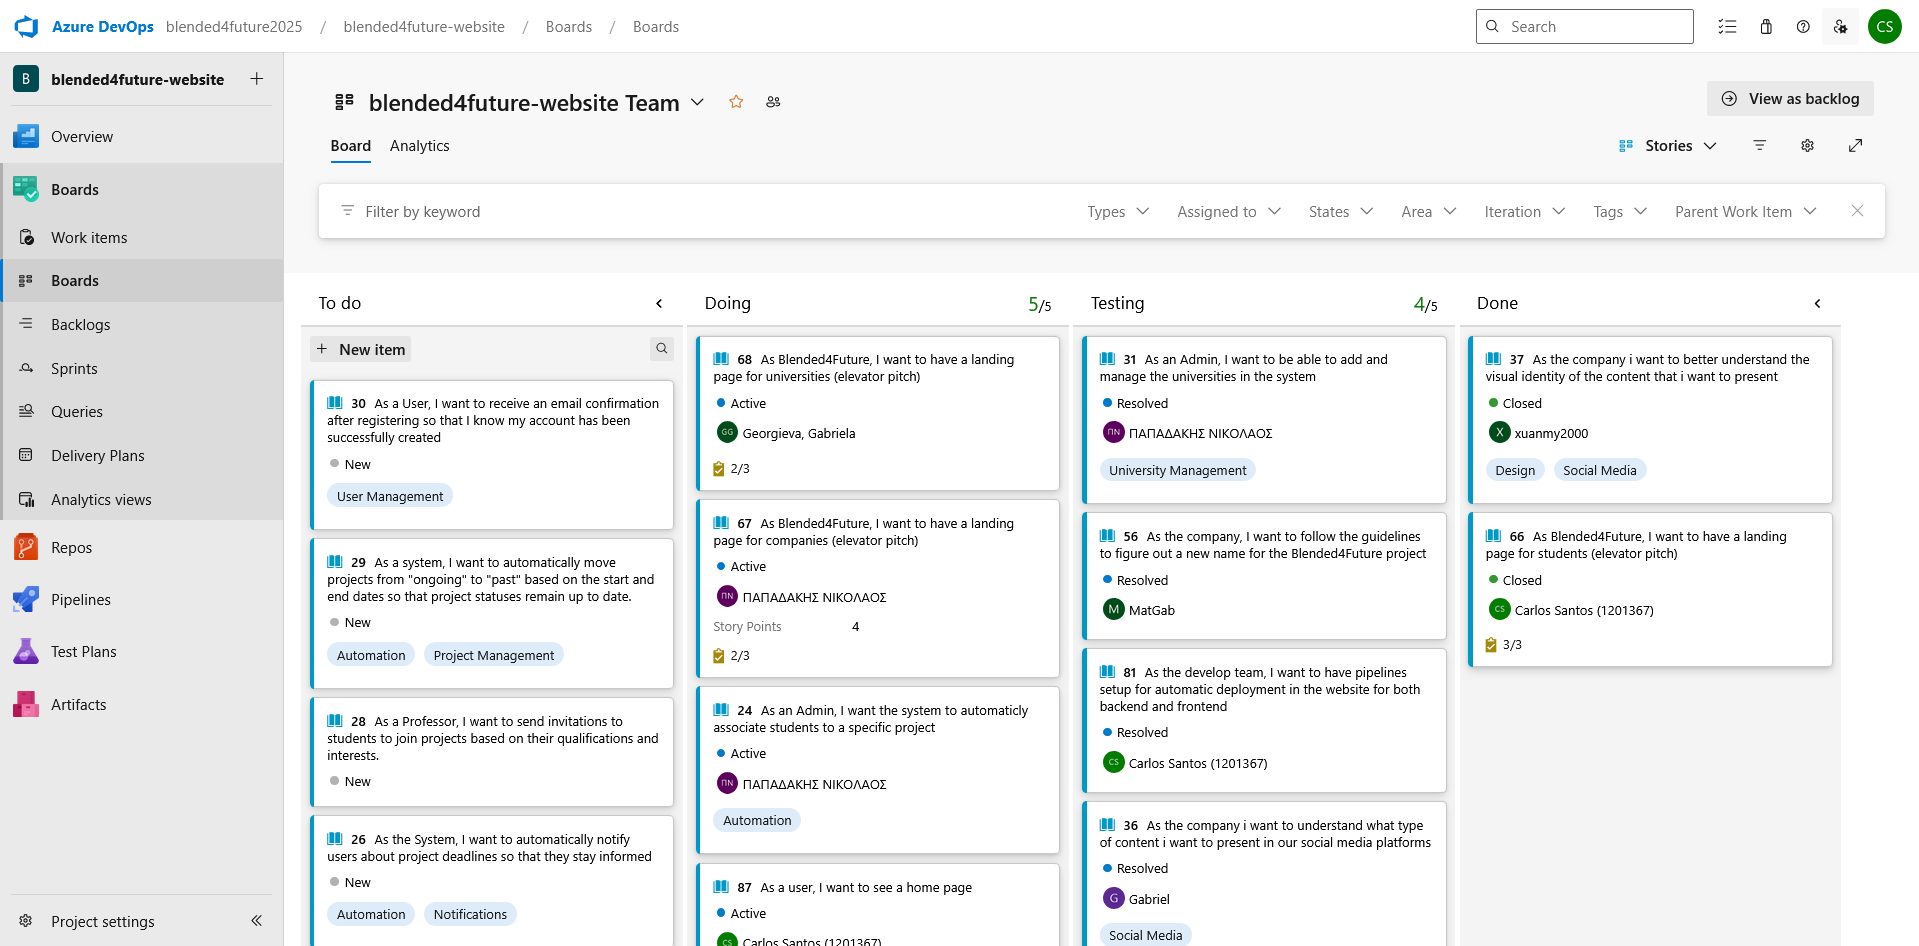 Azure DevOps blended4future2025 / blended4future-website / Boards / Boards
Search
CS
B blended4future-website
Overview
Boards
Work items
Boards
Backlogs
Sprints
Queries
Delivery Plans
Analytics views
Repos
Pipelines
Test Plans
Artifacts
Project settings
blended4future-website Team
View as backlog
Board Analytics
Stories
Filter by keyword
Types Assigned to States Area Iteration Tags Parent Work Item
To do
New item
30 As a User, I want to receive an email confirmation
after registering so that I know my account has been
successfully created
New
User Management
29 As a system, I want to automatically move
projects from "ongoing" to "past" based on the start and
end dates so that project statuses remain up to date.
New
Automation Project Management
28 As a Professor, I want to send invitations to
students to join projects based on their qualifications and
interests.
New
26 As the System, I want to automatically notify
users about project deadlines so that they stay informed
New
Automation Notifications
Doing 5/5
68 As Blended4Future, I want to have a landing
page for universities (elevator pitch)
Active
GG Georgieva, Gabriela
2/3
67 As Blended4Future, I want to have a landing
page for companies (elevator pitch)
Active
ΠΝ ΠΑΠΑΔΑΚΗΣ ΝΙΚΟΛΑΟΣ
Story Points 4
2/3
24 As an Admin, I want the system to automaticly
associate students to a specific project
Active
ΠΝ ΠΑΠΑΔΑΚΗΣ ΝΙΚΟΛΑΟΣ
Automation
87 As a user, I want to see a home page
Active
CS Carlos Santos (1201367)
Testing 4/5
31 As an Admin, I want to be able to add and
manage the universities in the system
Resolved
ΠΝ ΠΑΠΑΔΑΚΗΣ ΝΙΚΟΛΑΟΣ
University Management
56 As the company, I want to follow the guidelines
to figure out a new name for the Blended4Future project
Resolved
M MatGab
81 As the develop team, I want to have pipelines
setup for automatic deployment in the website for both
backend and frontend
Resolved
CS Carlos Santos (1201367)
36 As the company i want to understand what type
of content i want to present in our social media platforms
Resolved
G Gabriel
Social Media
Done
37 As the company i want to better understand the
visual identity of the content that i want to present
Closed
X xuanmy2000
Design Social Media
66 As Blended4Future, I want to have a landing
page for students (elevator pitch)
Closed
CS Carlos Santos (1201367)
3/3